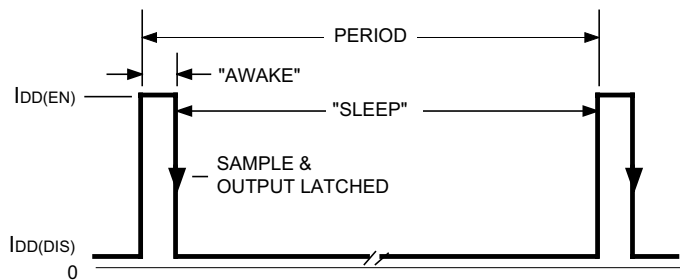 PERIOD
"AWAKE"
IDD(EN)
"SLEEP"
SAMPLE &
OUTPUT LATCHED
IDD(DIS)
0